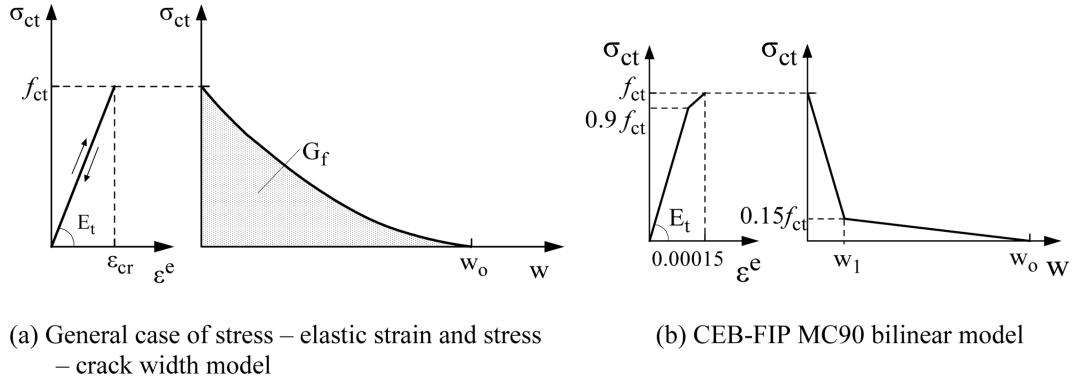 σct
σct
fct
Gf
Et
εcr
εe
wo
w
σct
σct
fct
0.9 fct
0.15fct
Et
0.00015
εe
w1
wo
w
(a) General case of stress – elastic strain and stress
– crack width model
(b) CEB-FIP MC90 bilinear model